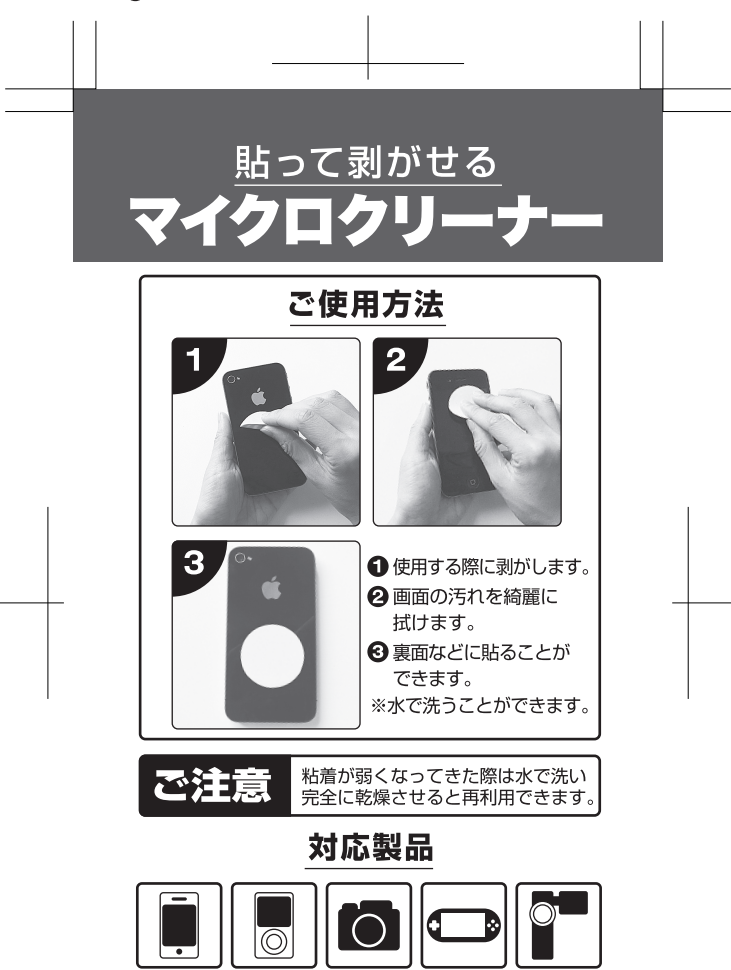 貼って剥がせる
マイクロクリーナー
ご使用方法
1
2
3
❶ 使用する際に剥がします。
❷ 画面の汚れを綺麗に
拭けます。
❸ 裏面などに貼ることが
できます。
※水で洗うことができます。
ご注意
粘着が弱くなってきた際は水で洗い
完全に乾燥させると再利用できます。
対応製品